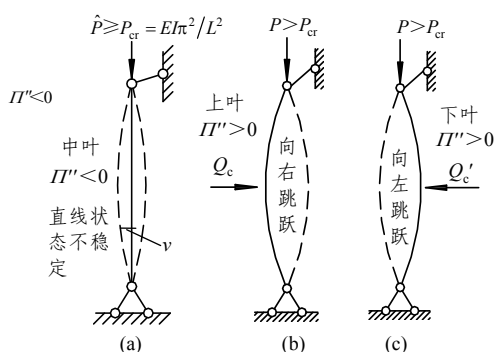 P̂≥P_cr=EIπ²/L²
Π''<0
中叶
Π''<0
直线状
态不稳
定
v
(a)
P>P_cr
上叶
Π''>0
Q_c
向右跳跃
(b)
P>P_cr
下叶
Π''>0
Q_c'
向左跳跃
(c)